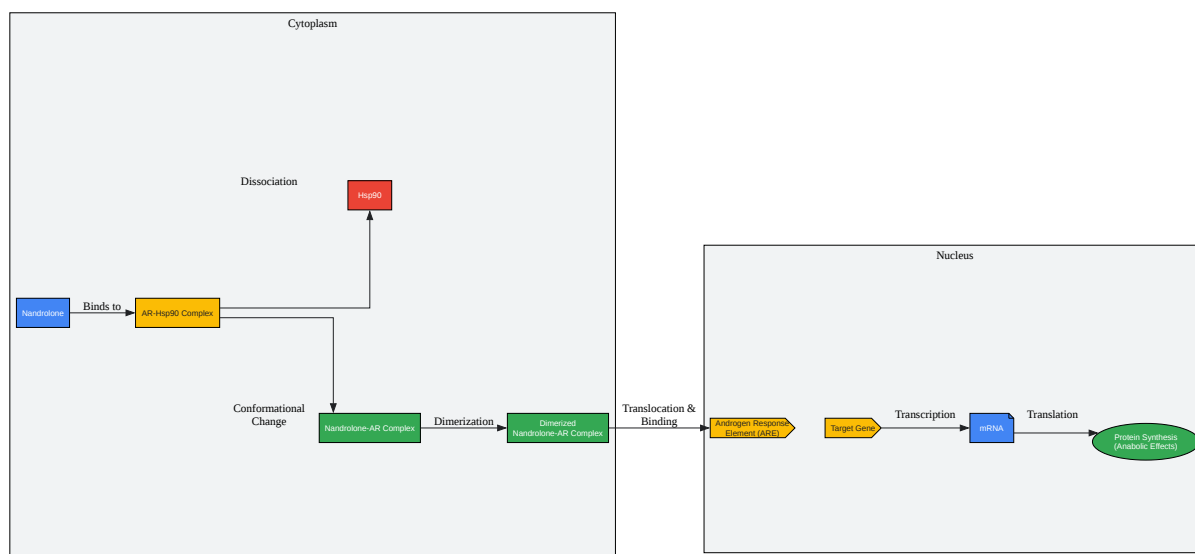 Cytoplasm
Dissociation
Hsp90
Nucleus
Nandrolone
Binds to
AR-Hsp90 Complex
Conformational
Change
Nandrolone-AR Complex
Dimerization
Dimerized
Nandrolone-AR Complex
Translocation &
Binding
Androgen Response
Element (ARE)
Target Gene
Transcription
mRNA
Translation
Protein Synthesis
(Anabolic Effects)